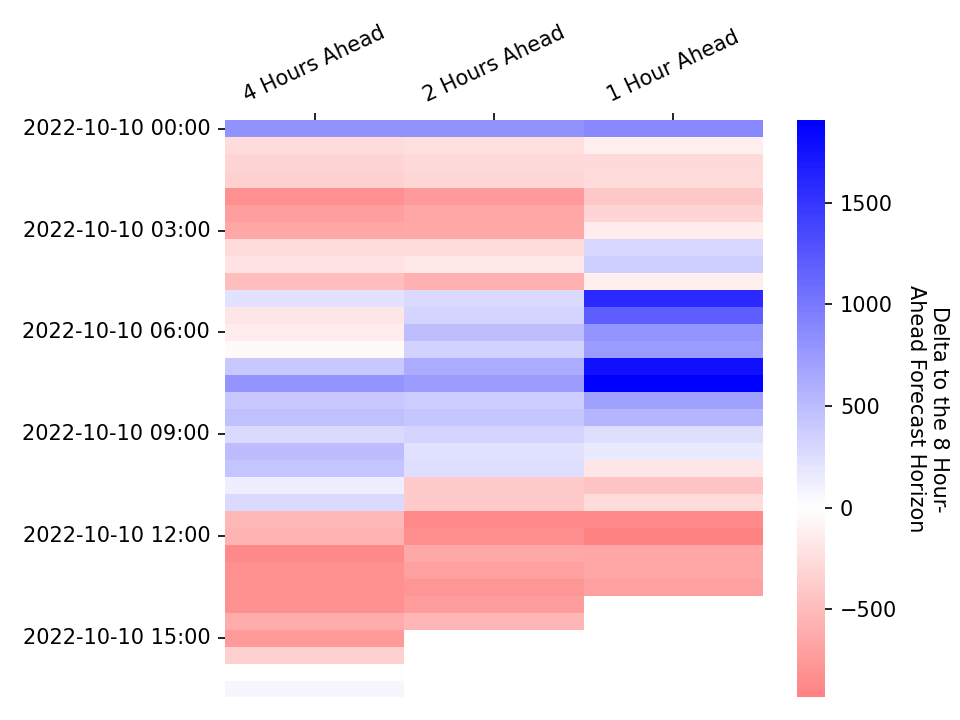 4 Hours Ahead
2 Hours Ahead
1 Hour Ahead
2022-10-10 00:00
2022-10-10 03:00
2022-10-10 06:00
2022-10-10 09:00
2022-10-10 12:00
2022-10-10 15:00
1500
1000
500
0
−500
Delta to the 8 Hour-
Ahead Forecast Horizon